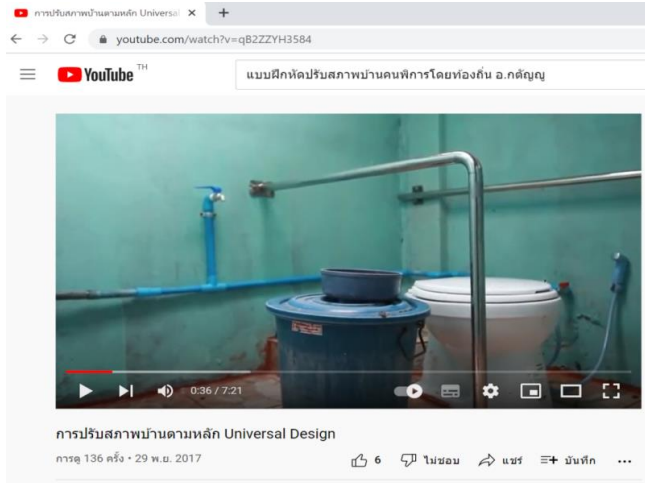 การปรับสภาพบ้านตามหลัก Universal
youtube.com/watch?v=qB2ZZYH3584
YouTube TH
แบบฝึกหัดปรับสภาพบ้านคนพิการโดยท้องถิ่น อ.กตัญญู
0:36 / 7:21
การปรับสภาพบ้านตามหลัก Universal Design
การดู 136 ครั้ง • 29 พ.ย. 2017
6 ไม่ชอบ แชร์ บันทึก